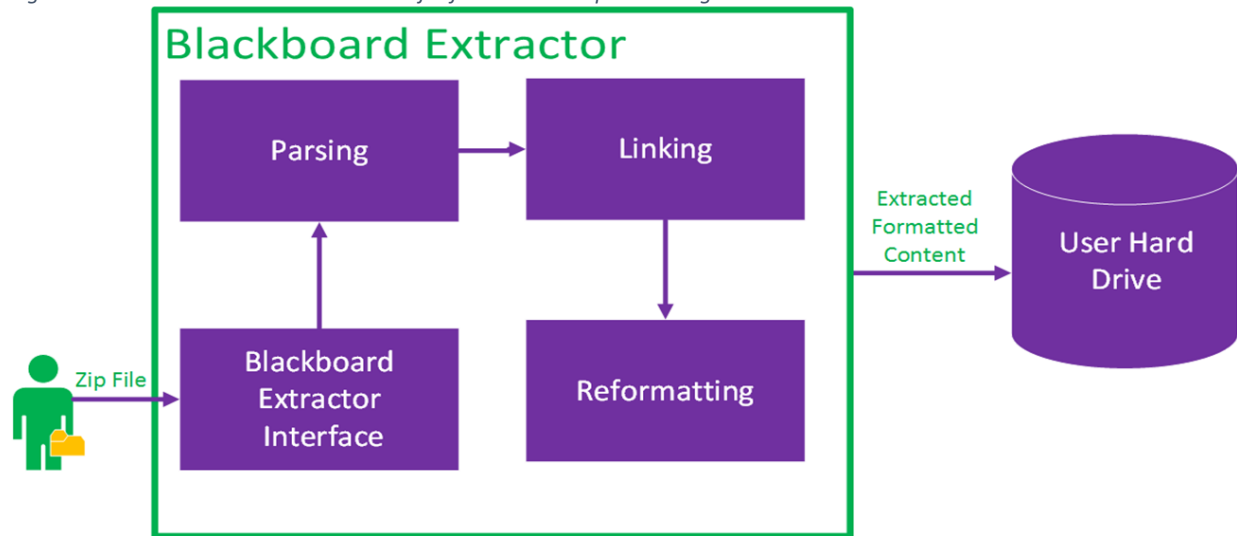 Blackboard Extractor
Parsing
Linking
Extracted
Formatted
Content
User Hard
Drive
Zip File
Blackboard
Extractor
Interface
Reformatting